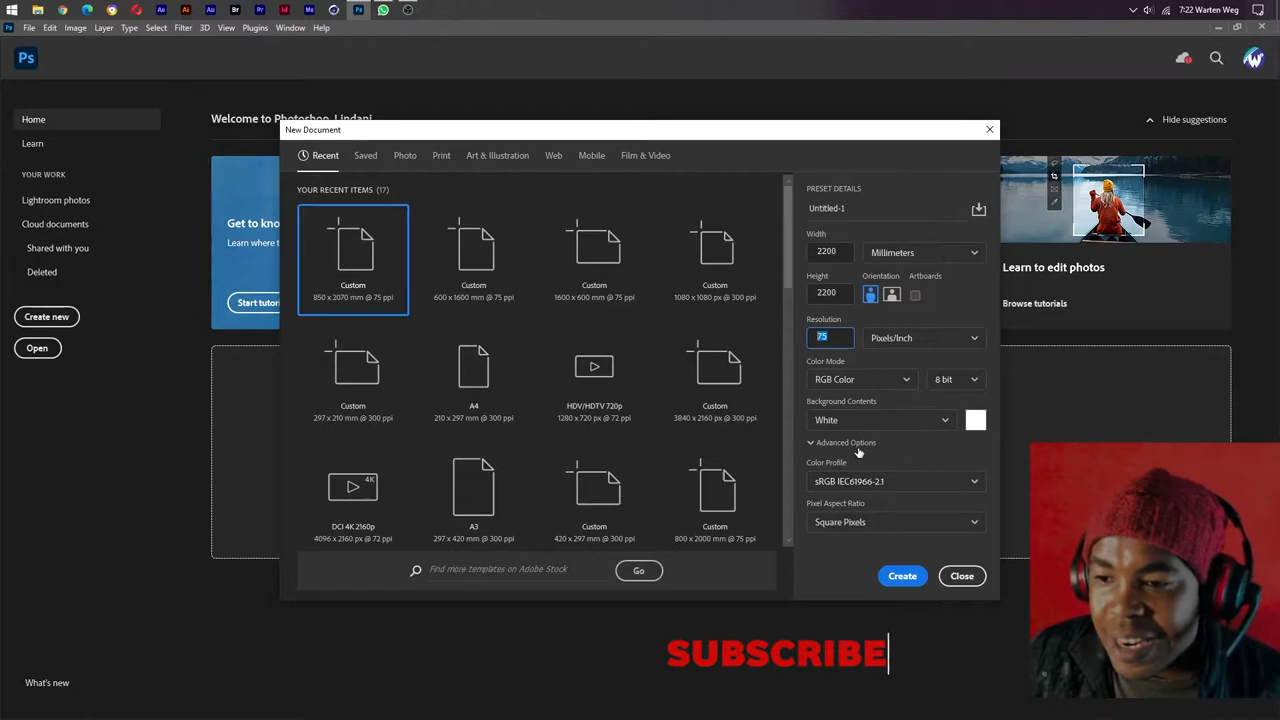 7:22 Warten Weg
File Edit Image Layer Type Select Filter 3D View Plugins Window Help
Ps
Home
Learn
YOUR WORK
Lightroom photos
Cloud documents
Shared with you
Deleted
Create new
Open
What's new
Welcome to Photoshop, Lindani
Hide suggestions
Get to kno
Learn where t
Start tutori
Learn to edit photos
Browse tutorials
New Document
Recent Saved Photo Print Art & Illustration Web Mobile Film & Video
YOUR RECENT ITEMS (17)
Custom
850 x 2070 mm @ 75 ppi
Custom
600 x 1600 mm @ 75 ppi
Custom
1600 x 600 mm @ 75 ppi
Custom
1080 x 1080 px @ 300 ppi
Custom
297 x 210 mm @ 300 ppi
A4
210 x 297 mm @ 300 ppi
HDV/HDTV 720p
1280 x 720 px @ 72 ppi
Custom
3840 x 2160 px @ 300 ppi
4K
DCI 4K 2160p
4096 x 2160 px @ 72 ppi
A3
297 x 420 mm @ 300 ppi
Custom
420 x 297 mm @ 300 ppi
Custom
800 x 2000 mm @ 75 ppi
Find more templates on Adobe Stock
Go
PRESET DETAILS
Untitled-1
Width
2200 Millimeters
Height Orientation Artboards
2200
Resolution
75 Pixels/Inch
Color Mode
RGB Color 8 bit
Background Contents
White
Advanced Options
Color Profile
sRGB IEC61966-2.1
Pixel Aspect Ratio
Square Pixels
Create Close
SUBSCRIBE